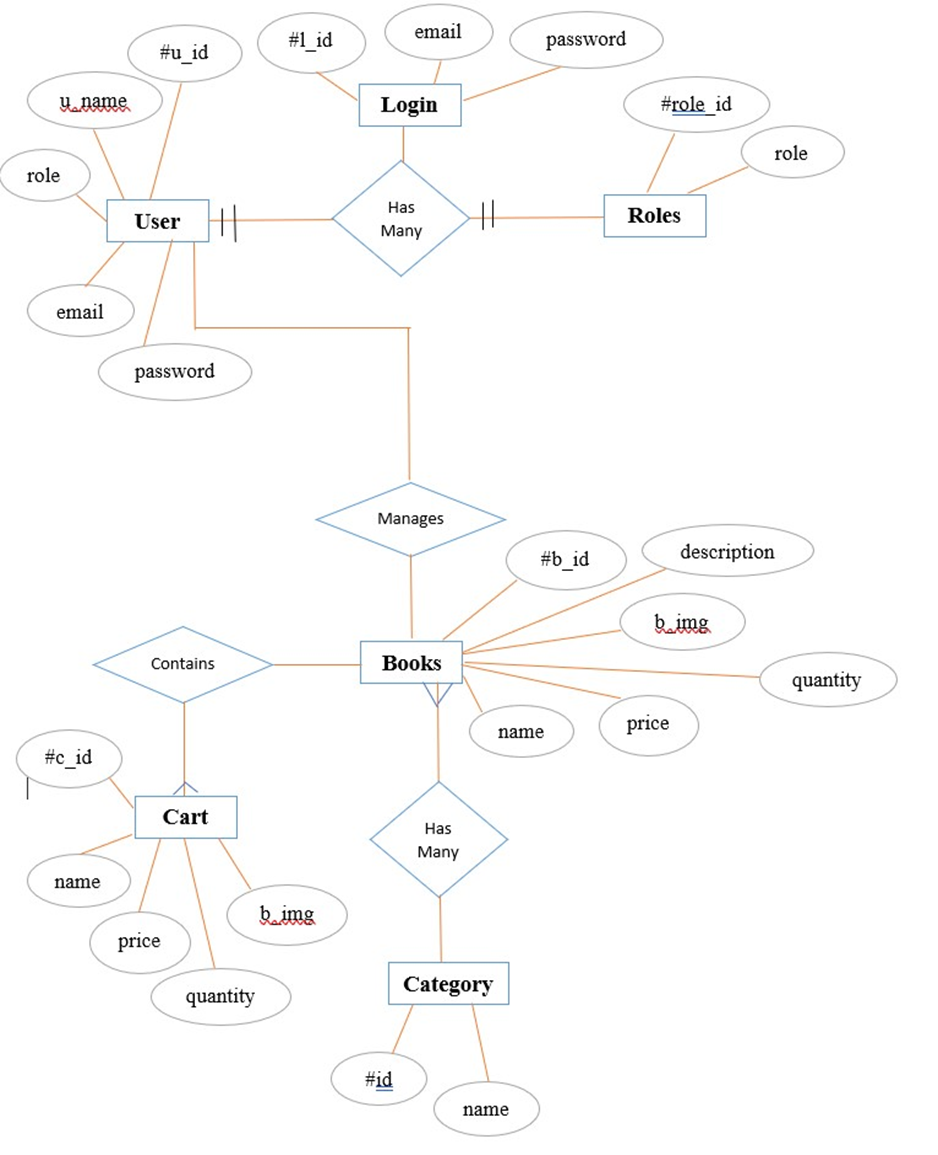 #l_id
email
password
#u_id
u_name
Login
#role_id
role
role
User
Has
Many
Roles
email
password
Manages
#b_id
description
b_img
Contains
Books
quantity
name
price
#c_id
Cart
Has
Many
name
b_img
price
quantity
Category
#id
name